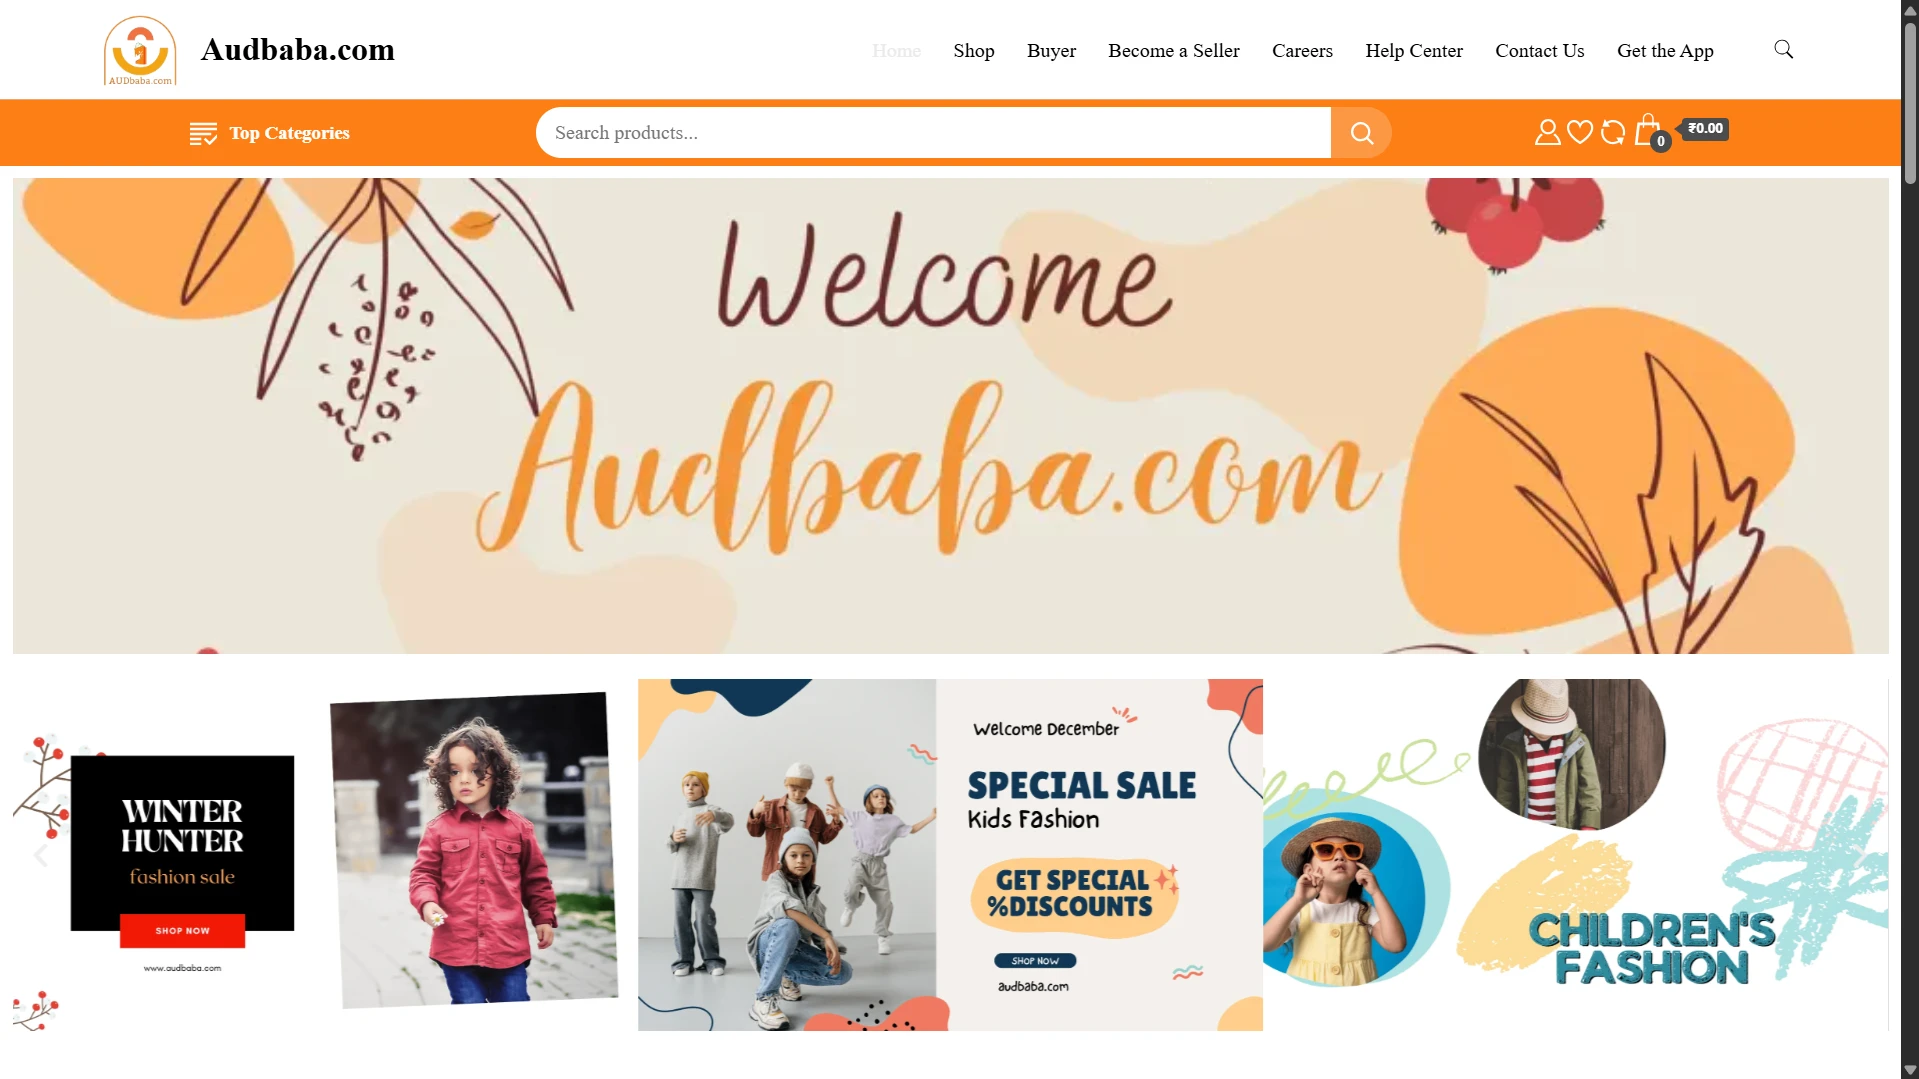 AUDbaba.com
Audbaba.com
Home
Shop
Buyer
Become a Seller
Careers
Help Center
Contact Us
Get the App
Top Categories
Search products...
0
₹0.00
Welcome
Audbaba.com
WINTER
HUNTER
fashion sale
SHOP NOW
www.audbaba.com
Welcome December
SPECIAL SALE
Kids Fashion
GET SPECIAL
%DISCOUNTS
SHOP NOW
audbaba.com
CHILDREN'S
FASHION